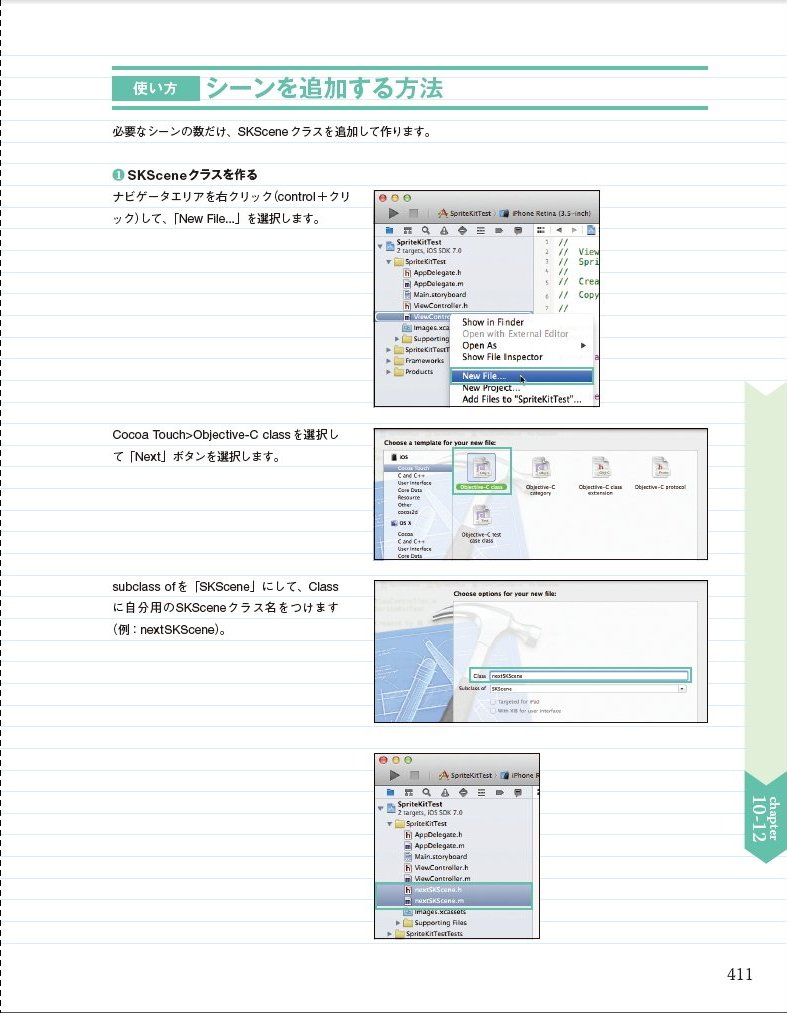 使い方 シーンを追加する方法
必要なシーンの数だけ、SKSceneクラスを追加して作ります。
❶ SKSceneクラスを作る
ナビゲータエリアを右クリック(control＋クリ
ック)して、「New File...」を選択します。
SpriteKitTest iPhone Retina (3.5-inch)
SpriteKitTest
2 targets, iOS SDK 7.0
SpriteKitTest
AppDelegate.h
AppDelegate.m
Main.storyboard
ViewController.h
ViewContro
Images.xca
Supporting
SpriteKitTestT
Frameworks
Products
1 //
2 // View
3 // Spri
4 //
5 // Crea
6 // Copy
7 //
Show in Finder
Open with External Editor
Open As
Show File Inspector
New File...
New Project...
Add Files to "SpriteKitTest"...
Cocoa Touch>Objective-C classを選択し
て「Next」ボタンを選択します。
Choose a template for your new file:
iOS
Cocoa Touch
C and C++
User Interface
Core Data
Resource
Other
cocos2d
OS X
Cocoa
C and C++
User Interface
Core Data
Objective-C class
Objective-C
category
Objective-C class
extension
Objective-C protocol
Objective-C test
case class
subclass ofを「SKScene」にして、Class
に自分用のSKSceneクラス名をつけます
(例：nextSKScene)。
Choose options for your new file:
Class nextSKScene
Subclass of SKScene
Targeted for iPad
With XIB for user interface
SpriteKitTest iPhone R
SpriteKitTest
2 targets, iOS SDK 7.0
SpriteKitTest
AppDelegate.h
AppDelegate.m
Main.storyboard
ViewController.h
ViewController.m
nextSKScene.h
nextSKScene.m
Images.xcassets
Supporting Files
SpriteKitTestTests
chapter
10-12
411